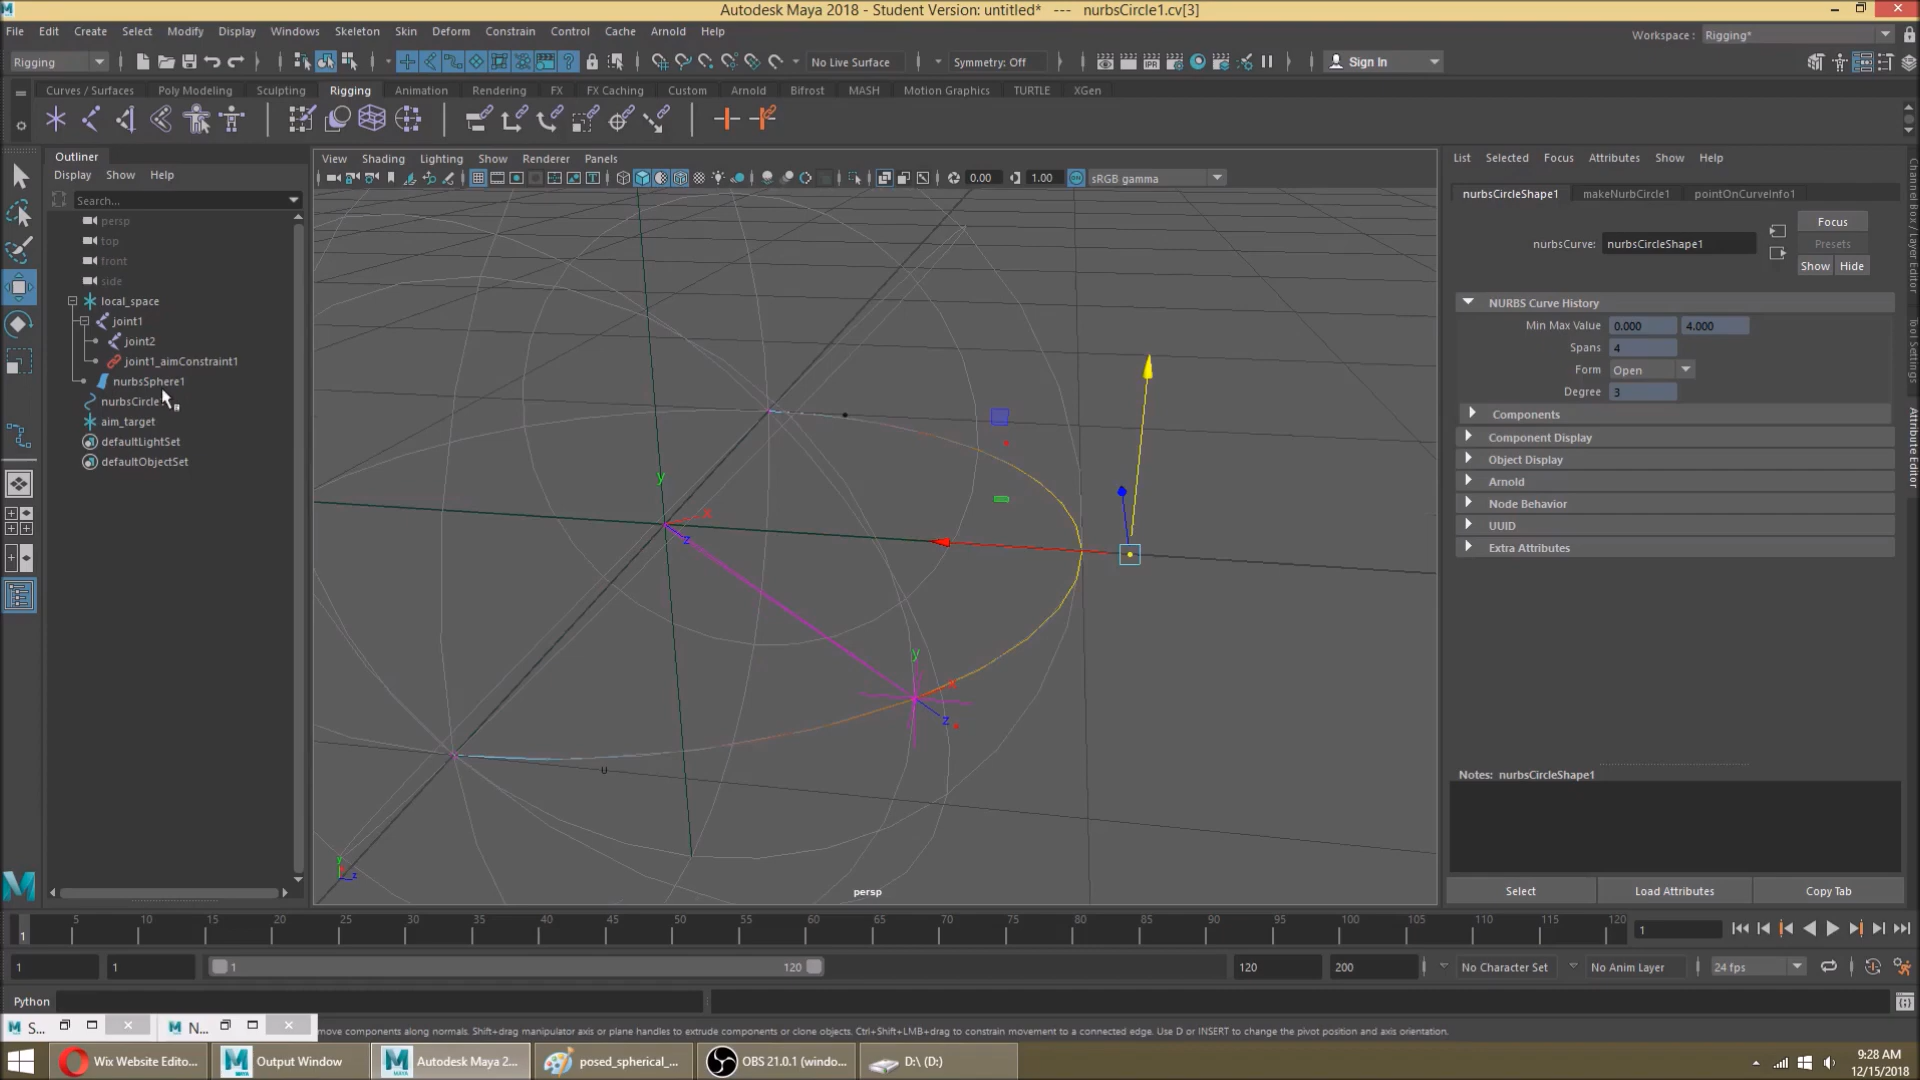 Autodesk Maya 2018 - Student Version: untitled* --- nurbsCircle1.cv[3]
File Edit Create Select Modify Display Windows Skeleton Skin Deform Constrain Control Cache Arnold Help
Workspace : Rigging*
Rigging No Live Surface Symmetry: Off Sign In
Curves / Surfaces Poly Modeling Sculpting Rigging Animation Rendering FX FX Caching Custom Arnold Bifrost MASH Motion Graphics TURTLE XGen
Outliner
Display Show Help
Search...
persp
top
front
side
local_space
joint1
joint2
joint1_aimConstraint1
nurbsSphere1
nurbsCircle
aim_target
defaultLightSet
defaultObjectSet
View Shading Lighting Show Renderer Panels
0.00 1.00 sRGB gamma
y
x
z
y
x
z
U
y
z
persp
List Selected Focus Attributes Show Help
nurbsCircleShape1 makeNurbCircle1 pointOnCurveInfo1
nurbsCurve: nurbsCircleShape1
Focus
Presets
Show Hide
NURBS Curve History
Min Max Value 0.000 4.000
Spans 4
Form Open
Degree 3
Components
Component Display
Object Display
Arnold
Node Behavior
UUID
Extra Attributes
Notes: nurbsCircleShape1
Select Load Attributes Copy Tab
Channel Box / Layer Editor
Tool Settings
Attribute Editor
1 5 10 15 20 25 30 35 40 45 50 55 60 65 70 75 80 85 90 95 100 105 110 115 120 1
1 1 1 120 120 200 No Character Set No Anim Layer 24 fps
Python
S... N... move components along normals. Shift+drag manipulator axis or plane handles to extrude components or clone objects. Ctrl+Shift+LMB+drag to constrain movement to a connected edge. Use D or INSERT to change the pivot position and axis orientation.
Wix Website Edito... Output Window Autodesk Maya 2... posed_spherical_... OBS 21.0.1 (windo... D:\ (D:)
9:28 AM
12/15/2018